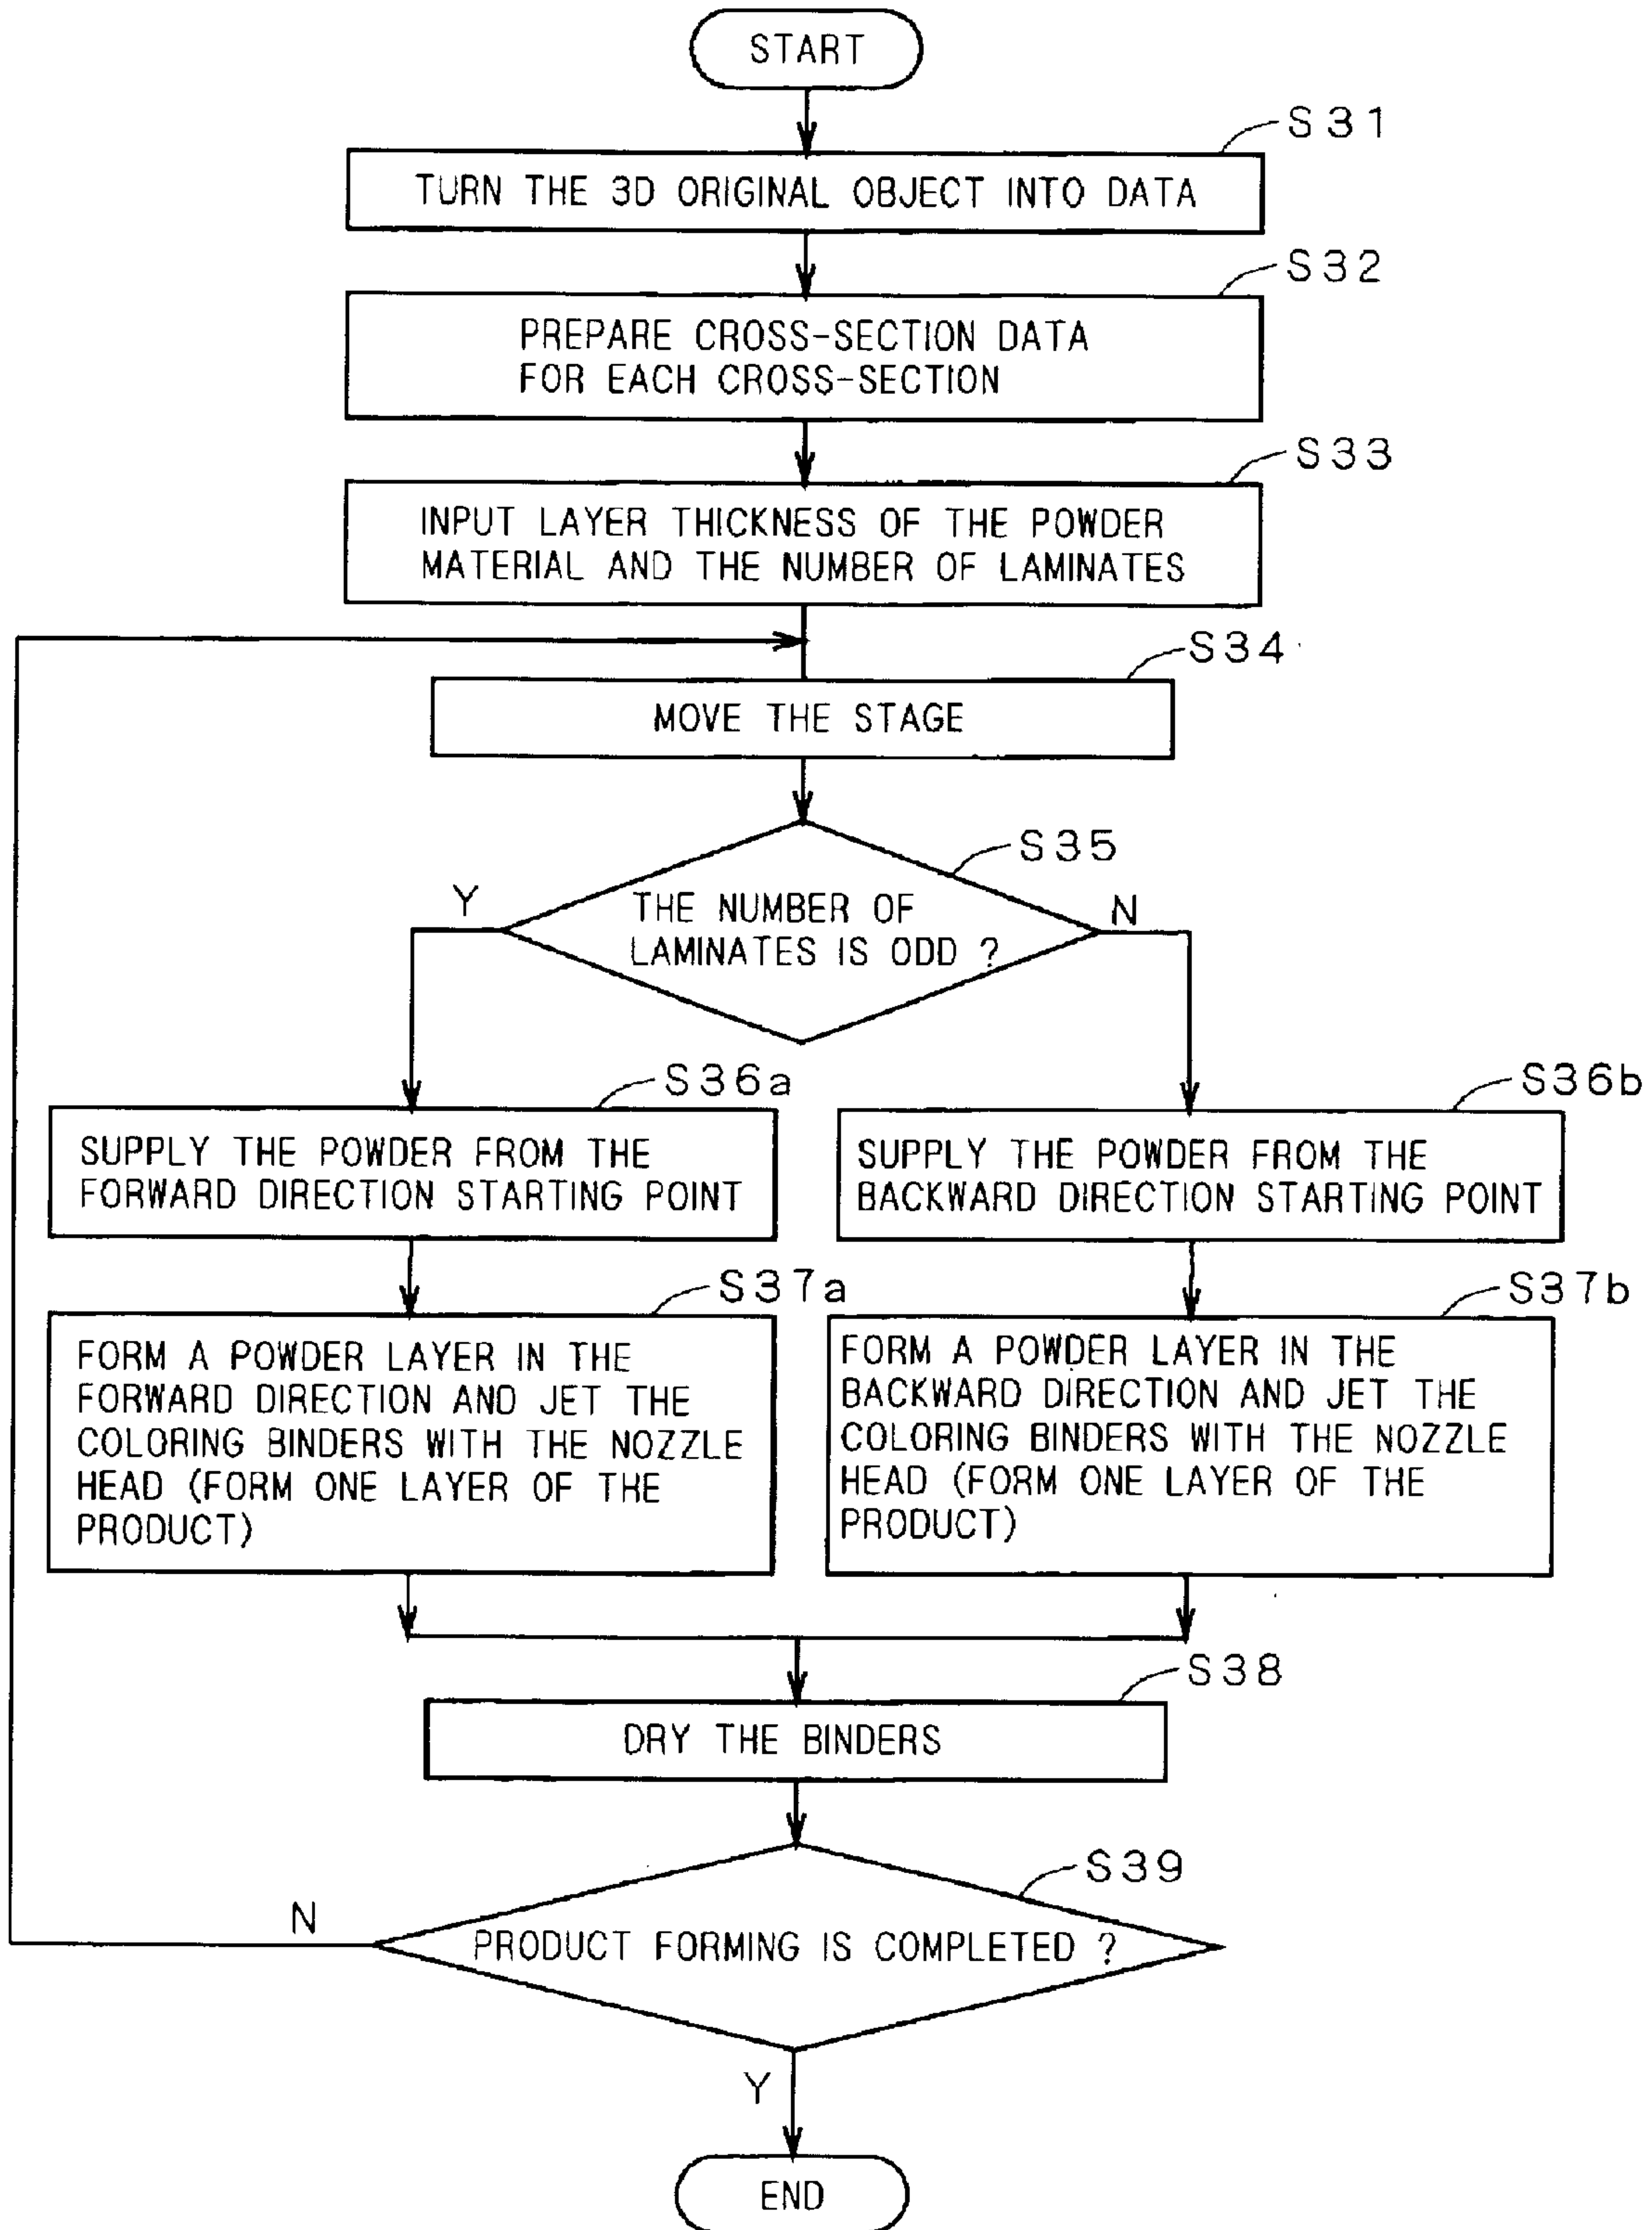 START
S31
TURN THE 3D ORIGINAL OBJECT INTO DATA
S32
PREPARE CROSS-SECTION DATA
FOR EACH CROSS-SECTION
S33
INPUT LAYER THICKNESS OF THE POWDER
MATERIAL AND THE NUMBER OF LAMINATES
S34
MOVE THE STAGE
S35
Y
N
THE NUMBER OF
LAMINATES IS ODD ?
S36a
SUPPLY THE POWDER FROM THE
FORWARD DIRECTION STARTING POINT
S36b
SUPPLY THE POWDER FROM THE
BACKWARD DIRECTION STARTING POINT
S37a
FORM A POWDER LAYER IN THE
FORWARD DIRECTION AND JET THE
COLORING BINDERS WITH THE NOZZLE
HEAD (FORM ONE LAYER OF THE
PRODUCT)
S37b
FORM A POWDER LAYER IN THE
BACKWARD DIRECTION AND JET THE
COLORING BINDERS WITH THE NOZZLE
HEAD (FORM ONE LAYER OF THE
PRODUCT)
S38
DRY THE BINDERS
S39
N
PRODUCT FORMING IS COMPLETED ?
Y
END